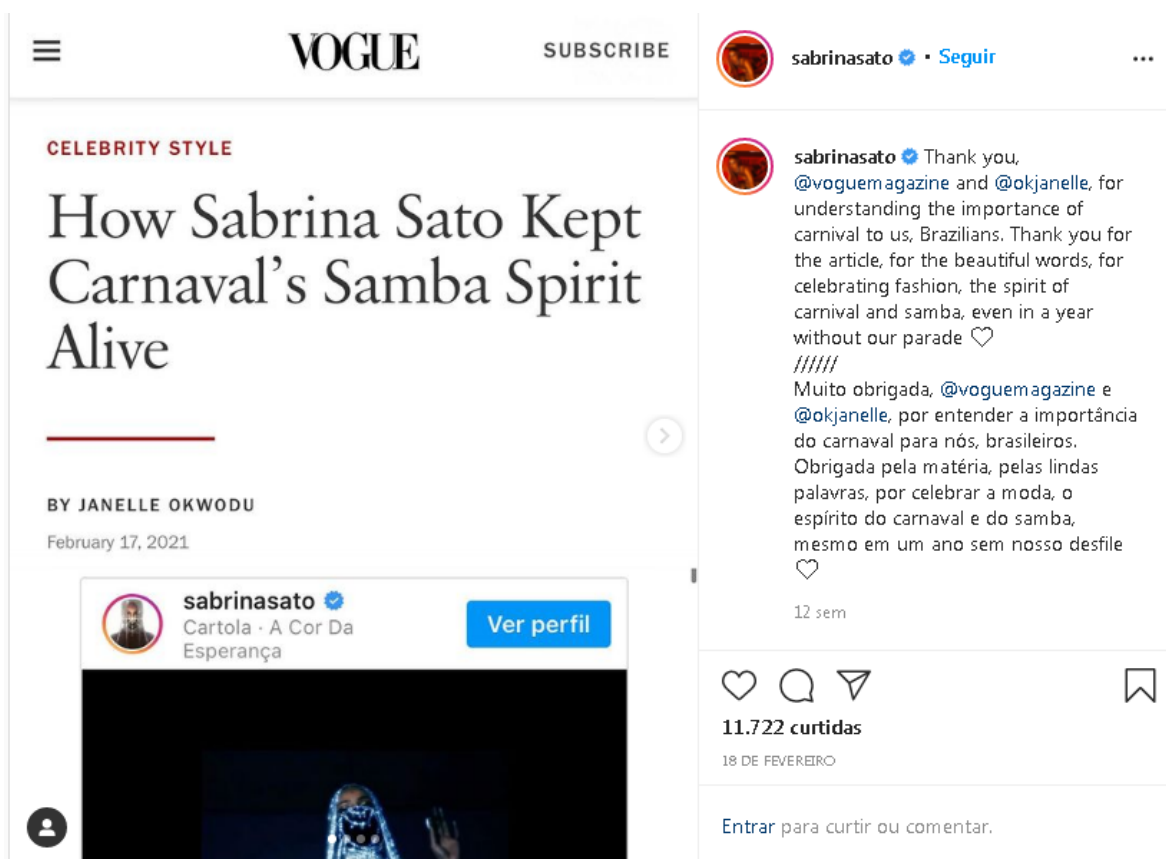 VOGUE
SUBSCRIBE
CELEBRITY STYLE
How Sabrina Sato Kept
Carnaval's Samba Spirit
Alive
BY JANELLE OKWODU
February 17, 2021
sabrinasato
Cartola · A Cor Da
Esperança
Ver perfil
sabrinasato • Seguir
sabrinasato Thank you,
@voguemagazine and @okjanelle, for
understanding the importance of
carnival to us, Brazilians. Thank you for
the article, for the beautiful words, for
celebrating fashion, the spirit of
carnival and samba, even in a year
without our parade ♡
//////
Muito obrigada, @voguemagazine e
@okjanelle, por entender a importância
do carnaval para nós, brasileiros.
Obrigada pela matéria, pelas lindas
palavras, por celebrar a moda, o
espírito do carnaval e do samba,
mesmo em um ano sem nosso desfile
♡
12 sem
11.722 curtidas
18 DE FEVEREIRO
Entrar para curtir ou comentar.